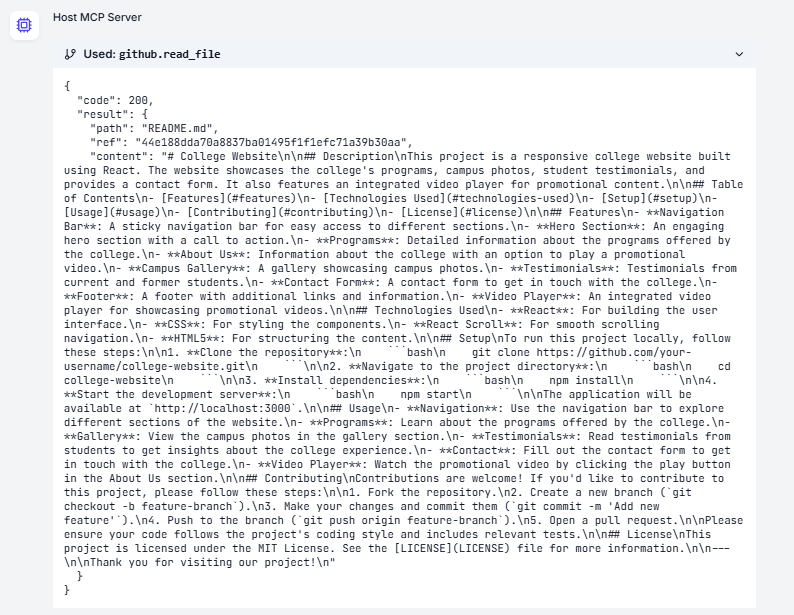 Host MCP Server
Used: github.read_file
{
  "code": 200,
  "result": {
    "path": "README.md",
    "ref": "44e188dda70a8837ba01495f1f1efc71a39b30aa",
    "content": "# College Website\n\n## Description\nThis project is a responsive college website built
using React. The website showcases the college's programs, campus photos, student testimonials, and
provides a contact form. It also features an integrated video player for promotional content.\n\n## Table
of Contents\n- [Features](#features)\n- [Technologies Used](#technologies-used)\n- [Setup](#setup)\n-
[Usage](#usage)\n- [Contributing](#contributing)\n- [License](#license)\n\n## Features\n- **Navigation
Bar**: A sticky navigation bar for easy access to different sections.\n- **Hero Section**: An engaging
hero section with a call to action.\n- **Programs**: Detailed information about the programs offered by
the college.\n- **About Us**: Information about the college with an option to play a promotional
video.\n- **Campus Gallery**: A gallery showcasing campus photos.\n- **Testimonials**: Testimonials from
current and former students.\n- **Contact Form**: A contact form to get in touch with the college.\n-
**Footer**: A footer with additional links and information.\n- **Video Player**: An integrated video
player for showcasing promotional videos.\n\n## Technologies Used\n- **React**: For building the user
interface.\n- **CSS**: For styling the components.\n- **React Scroll**: For smooth scrolling
navigation.\n- **HTML5**: For structuring the content.\n\n## Setup\nTo run this project locally, follow
these steps:\n\n1. **Clone the repository**:\n    ```bash\n    git clone https://github.com/your-
username/college-website.git\n    ```\n\n2. **Navigate to the project directory**:\n    ```bash\n    cd
college-website\n    ```\n\n3. **Install dependencies**:\n    ```bash\n    npm install\n    ```\n\n4.
**Start the development server**:\n    ```bash\n    npm start\n    ```\n\nThe application will be
available at `http://localhost:3000`.\n\n## Usage\n- **Navigation**: Use the navigation bar to explore
different sections of the website.\n- **Programs**: Learn about the programs offered by the college.\n-
**Gallery**: View the campus photos in the gallery section.\n- **Testimonials**: Read testimonials from
students to get insights about the college experience.\n- **Contact**: Fill out the contact form to get
in touch with the college.\n- **Video Player**: Watch the promotional video by clicking the play button
in the About Us section.\n\n## Contributing\nContributions are welcome! If you'd like to contribute to
this project, please follow these steps:\n\n1. Fork the repository.\n2. Create a new branch (`git
checkout -b feature-branch`).\n3. Make your changes and commit them (`git commit -m 'Add new
feature'`).\n4. Push to the branch (`git push origin feature-branch`).\n5. Open a pull request.\n\nPlease
ensure your code follows the project's coding style and includes relevant tests.\n\n## License\nThis
project is licensed under the MIT License. See the [LICENSE](LICENSE) file for more information.\n\n---
\n\nThank you for visiting our project!\n"
  }
}